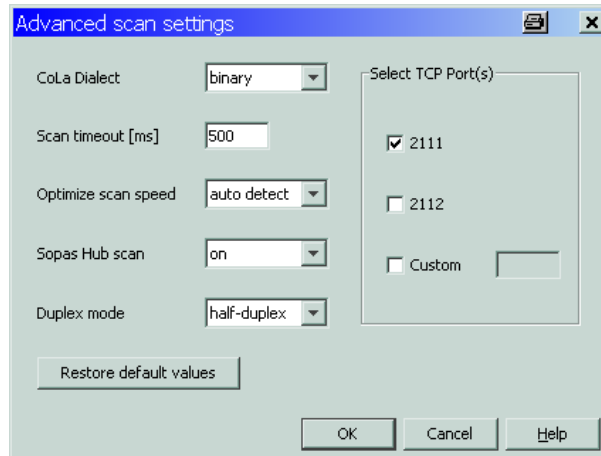 Advanced scan settings
CoLa Dialect
binary
Scan timeout [ms]
500
Optimize scan speed
auto detect
Sopas Hub scan
on
Duplex mode
half-duplex
Restore default values
Select TCP Port(s)
2111
2112
Custom
OK
Cancel
Help